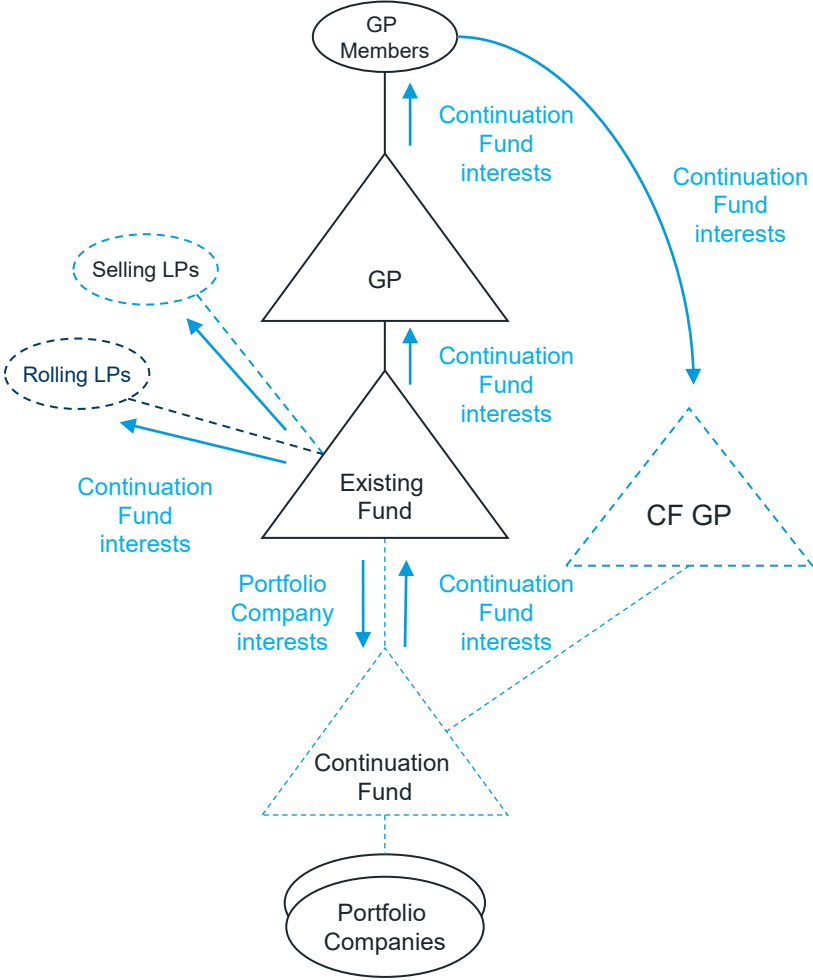 GP
Members
Continuation
Fund
interests
Continuation
Fund
interests
Selling LPs
GP
Rolling LPs
Continuation
Fund
interests
Continuation
Fund
interests
Existing
Fund
CF GP
Portfolio
Company
interests
Continuation
Fund
interests
Continuation
Fund
Portfolio
Companies